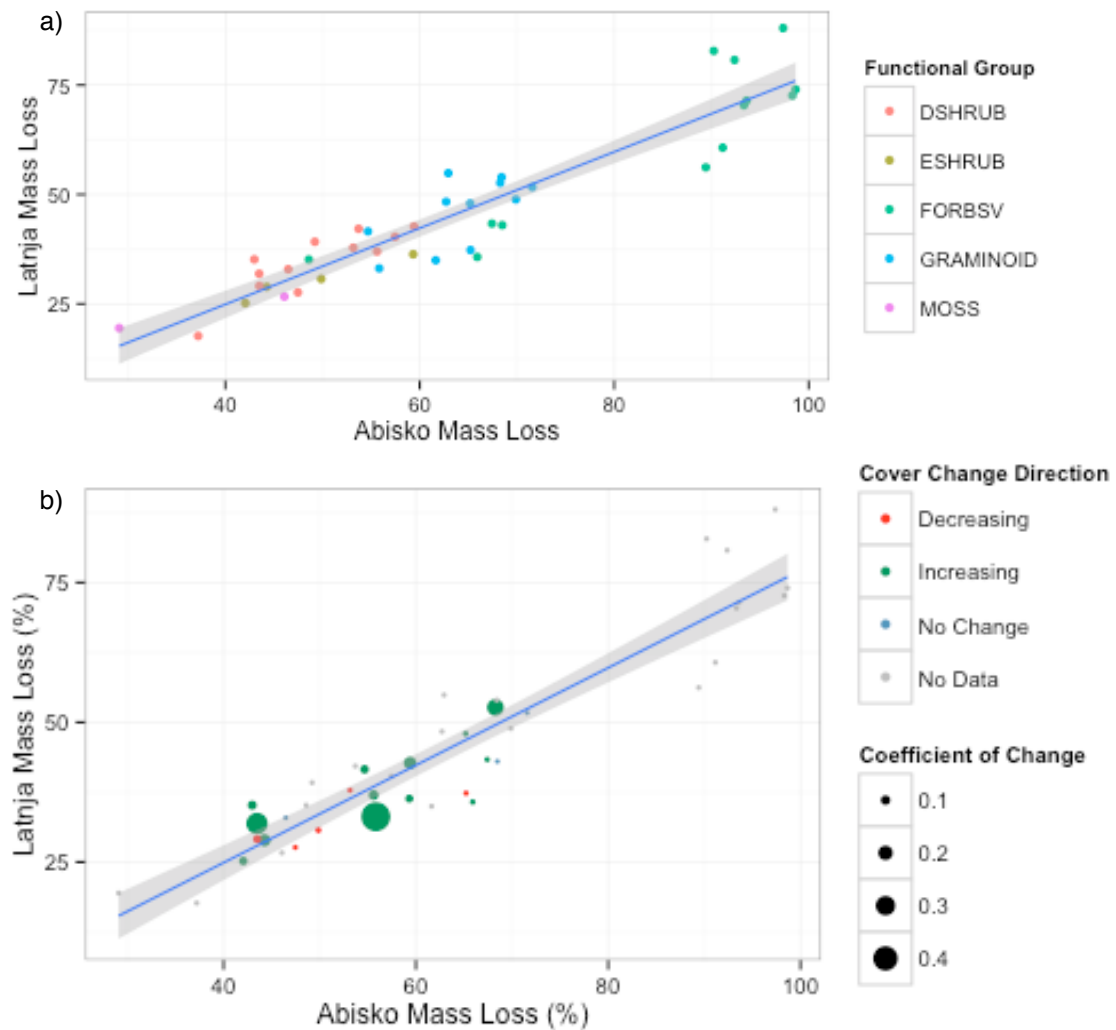 a)
75
50
25
Latnja Mass Loss
40 60 80 100
Abisko Mass Loss
Functional Group
DSHRUB
ESHRUB
FORBSV
GRAMINOID
MOSS
b)
75
50
25
Latnja Mass Loss (%)
40 60 80 100
Abisko Mass Loss (%)
Cover Change Direction
Decreasing
Increasing
No Change
No Data
Coefficient of Change
0.1
0.2
0.3
0.4